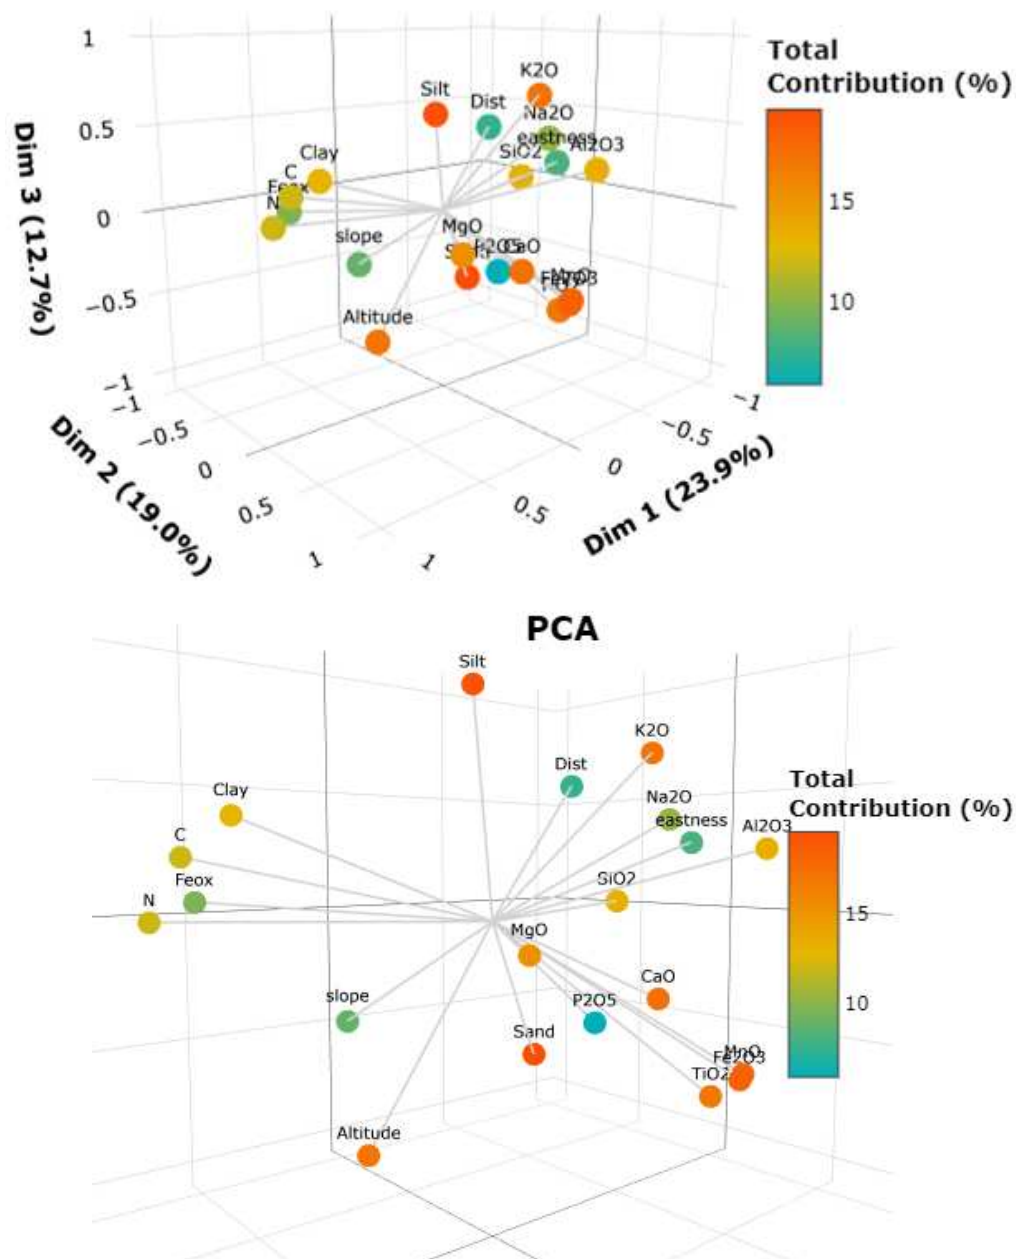 1
0.5
0
−0.5
−1
Dim 3 (12.7%)
Silt
Dist
K2O
Na2O
eastness
SiO2
Al2O3
Clay
C
Feox
N
slope
Altitude
MgO
P2O5
CaO
MnO
Fe2O3
−1
−0.5
0
0.5
1
Dim 2 (19.0%)
−1
−0.5
0
0.5
1
Dim 1 (23.9%)
Total
Contribution (%)
15
10
PCA
Silt
K2O
Dist
Clay
Na2O
eastness
Al2O3
C
Feox
SiO2
N
MgO
CaO
slope
P2O5
Sand
MnO
Fe2O3
TiO2
Altitude
Total
Contribution (%)
15
10